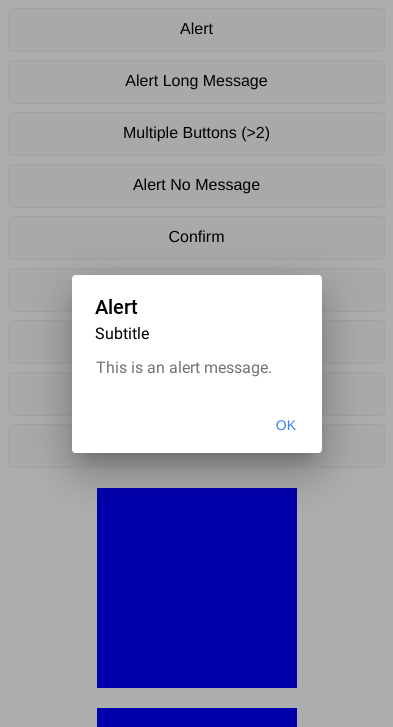 Alert
Alert Long Message
Multiple Buttons (>2)
Alert No Message
Confirm
Alert
Subtitle
This is an alert message.
OK